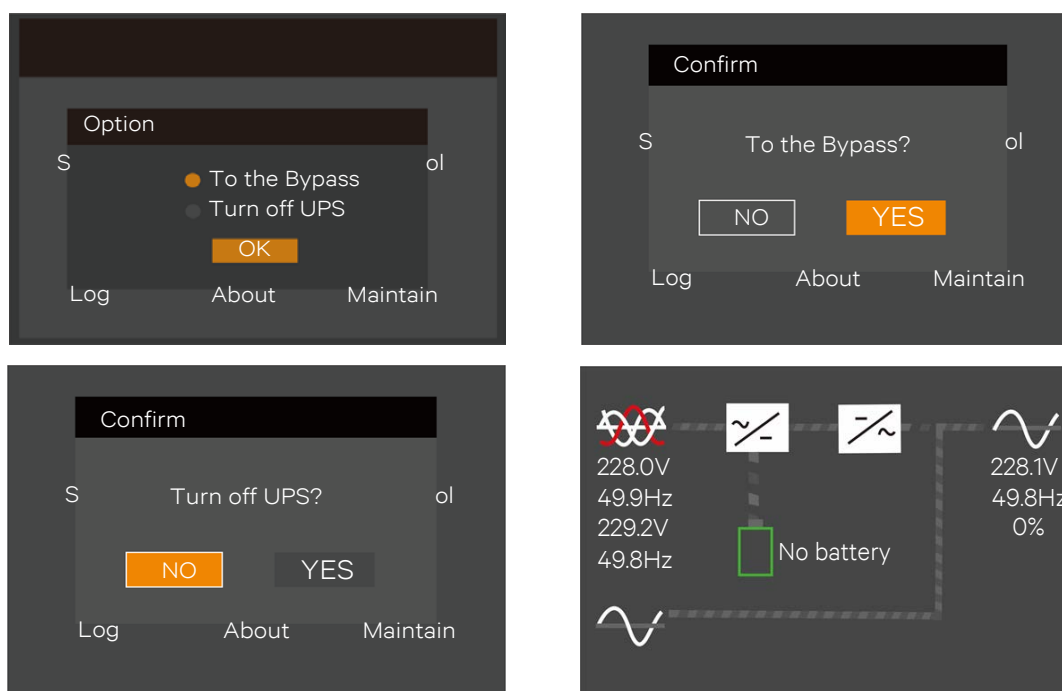 Option
S
ol
To the Bypass
Turn off UPS
OK
Log About Maintain
Confirm
S To the Bypass? ol
NO YES
Log About Maintain
Confirm
S Turn off UPS? ol
NO YES
Log About Maintain
228.0V
49.9Hz
229.2V
49.8Hz
No battery
228.1V
49.8Hz
0%